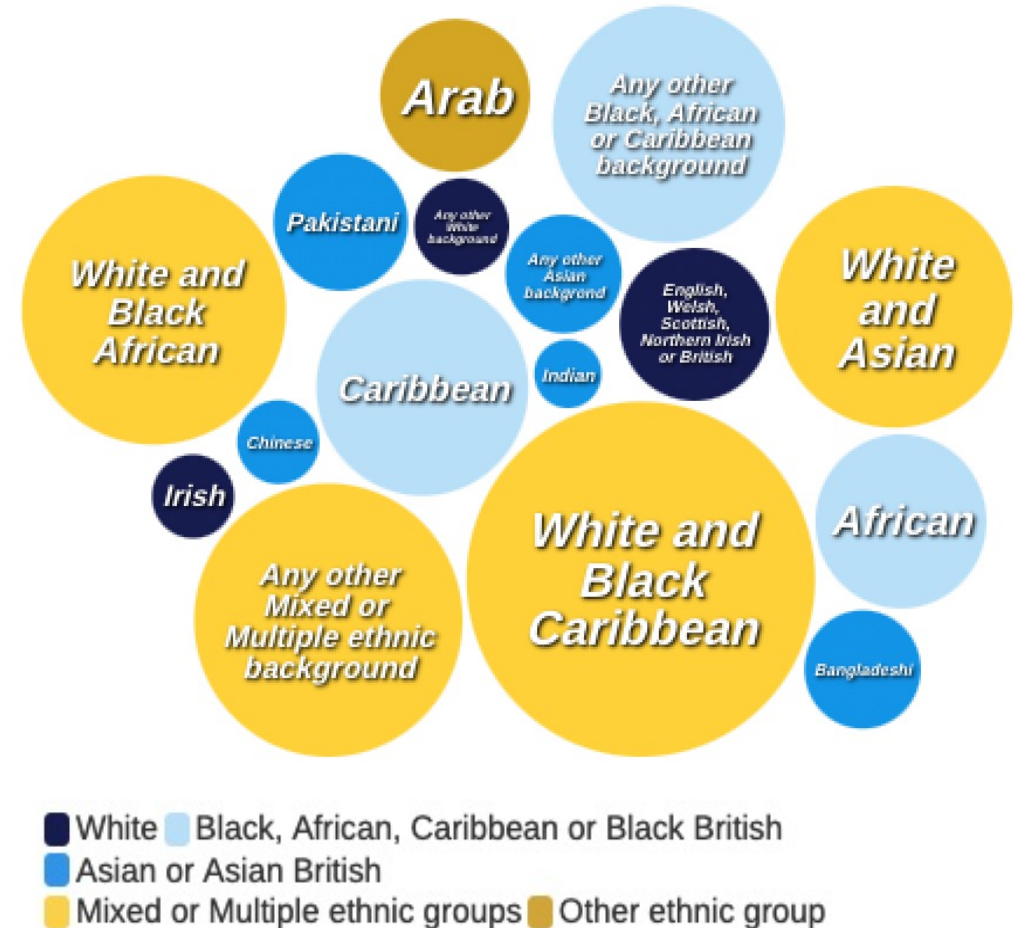 Arab
Any other
Black, African
or Caribbean
background
Pakistani
Any other
White
background
Any other
Asian
backgrond
English,
Welsh,
Scottish,
Northern Irish
or British
White
and
Asian
White and
Black
African
Caribbean
Indian
Chinese
Irish
Any other
Mixed or
Multiple ethnic
background
White and
Black
Caribbean
African
Bangladeshi
White Black, African, Caribbean or Black British
Asian or Asian British
Mixed or Multiple ethnic groups Other ethnic group